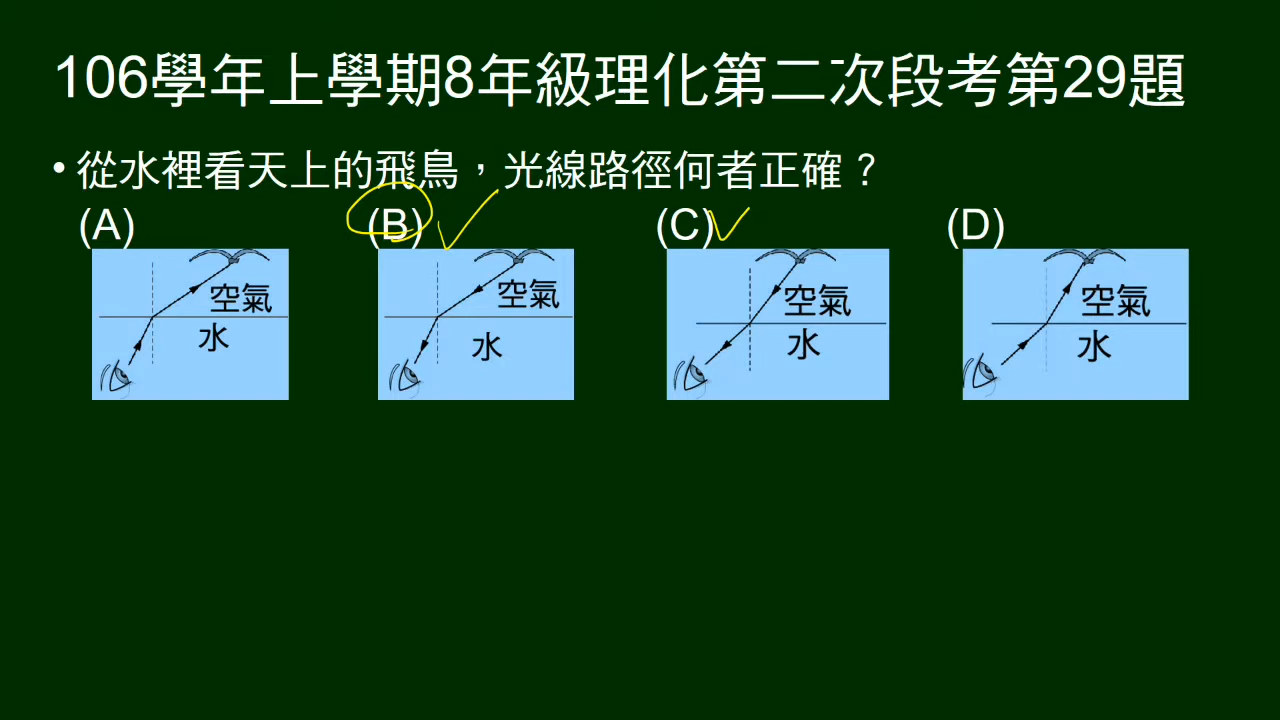 106學年上學期8年級理化第二次段考第29題
• 從水裡看天上的飛鳥，光線路徑何者正確？
(A) (B) (C) (D)
空氣 空氣 空氣 空氣
水 水 水 水